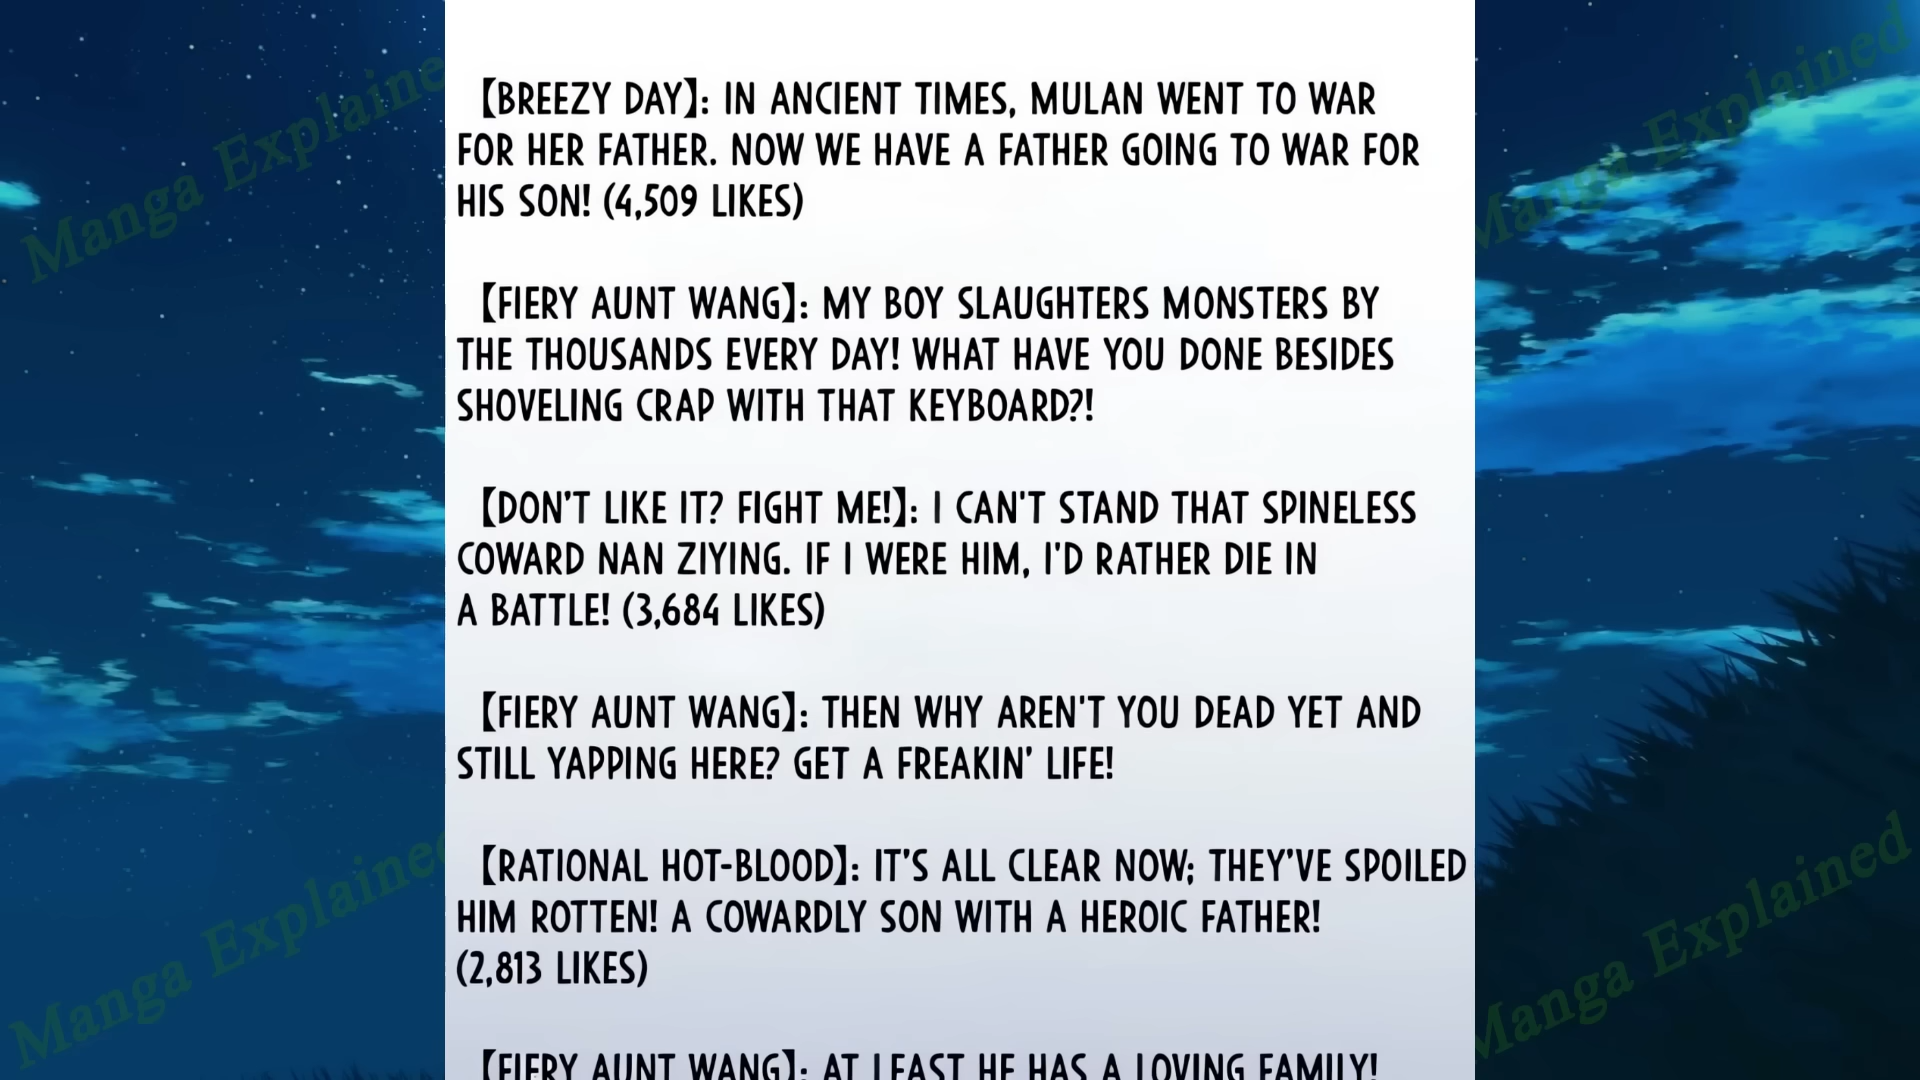 Manga Explained
Manga Explained
【BREEZY DAY】: IN ANCIENT TIMES, MULAN WENT TO WAR
FOR HER FATHER. NOW WE HAVE A FATHER GOING TO WAR FOR
HIS SON! (4,509 LIKES)
【FIERY AUNT WANG】: MY BOY SLAUGHTERS MONSTERS BY
THE THOUSANDS EVERY DAY! WHAT HAVE YOU DONE BESIDES
SHOVELING CRAP WITH THAT KEYBOARD?!
【DON'T LIKE IT? FIGHT ME!】: I CAN'T STAND THAT SPINELESS
COWARD NAN ZIYING. IF I WERE HIM, I'D RATHER DIE IN
A BATTLE! (3,684 LIKES)
【FIERY AUNT WANG】: THEN WHY AREN'T YOU DEAD YET AND
STILL YAPPING HERE? GET A FREAKIN' LIFE!
【RATIONAL HOT-BLOOD】: IT'S ALL CLEAR NOW; THEY'VE SPOILED
HIM ROTTEN! A COWARDLY SON WITH A HEROIC FATHER!
(2,813 LIKES)
【FIERY AUNT WANG】: AT LEAST HE HAS A LOVING FAMILY!
Manga Explained
Manga Explained